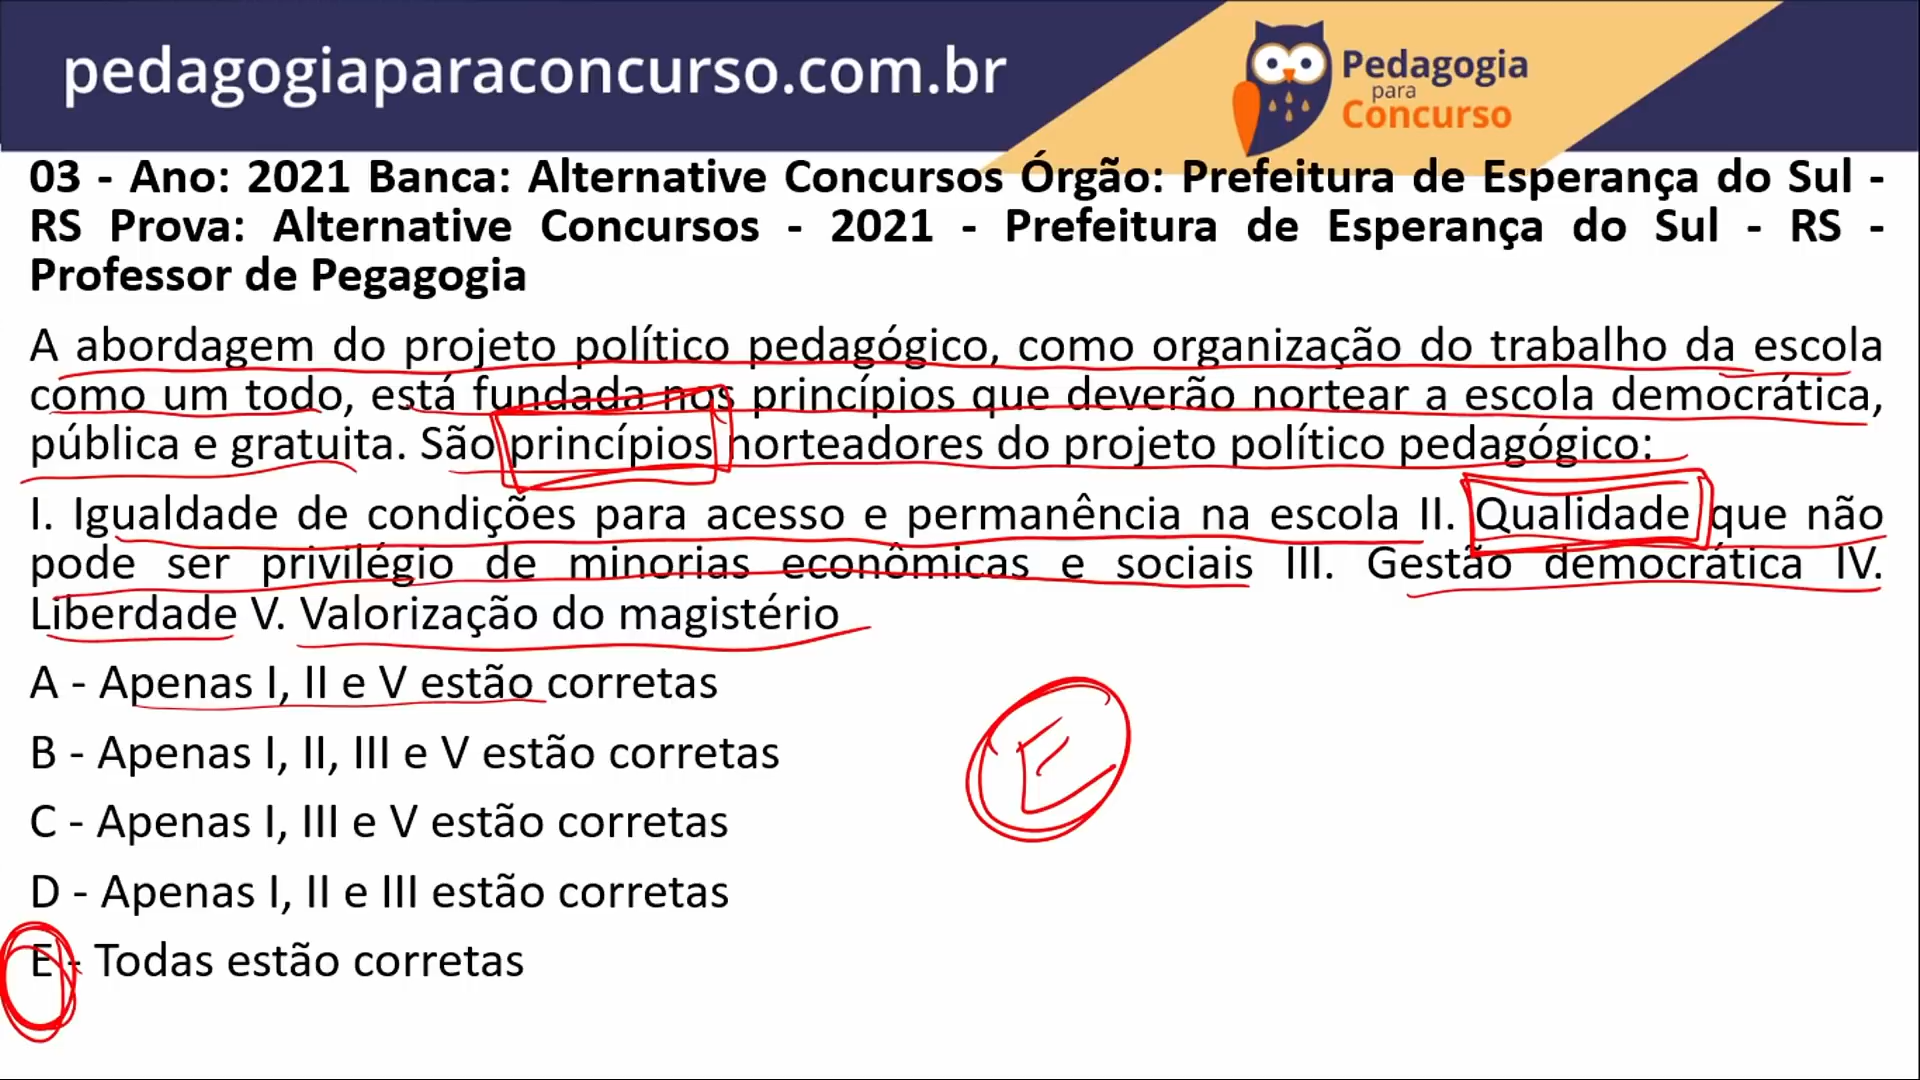 pedagogiaparaconcurso.com.br
Pedagogia
para
Concurso
03 - Ano: 2021 Banca: Alternative Concursos Órgão: Prefeitura de Esperança do Sul -
RS Prova: Alternative Concursos - 2021 - Prefeitura de Esperança do Sul - RS -
Professor de Pegagogia
A abordagem do projeto político pedagógico, como organização do trabalho da escola
como um todo, está fundada nos princípios que deverão nortear a escola democrática,
pública e gratuita. São princípios norteadores do projeto político pedagógico:
I. Igualdade de condições para acesso e permanência na escola II. Qualidade que não
pode ser privilégio de minorias econômicas e sociais III. Gestão democrática IV.
Liberdade V. Valorização do magistério
A - Apenas I, II e V estão corretas
B - Apenas I, II, III e V estão corretas
E
C - Apenas I, III e V estão corretas
D - Apenas I, II e III estão corretas
E - Todas estão corretas